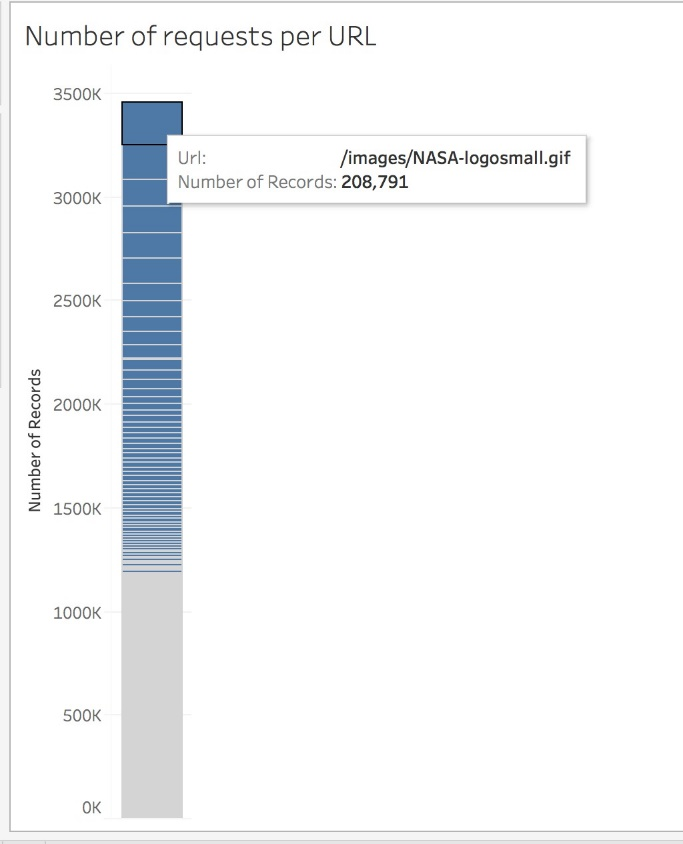 Number of requests per URL
3500K
Url: /images/NASA-logosmall.gif
Number of Records: 208,791
3000K
2500K
2000K
Number of Records
1500K
1000K
500K
0K